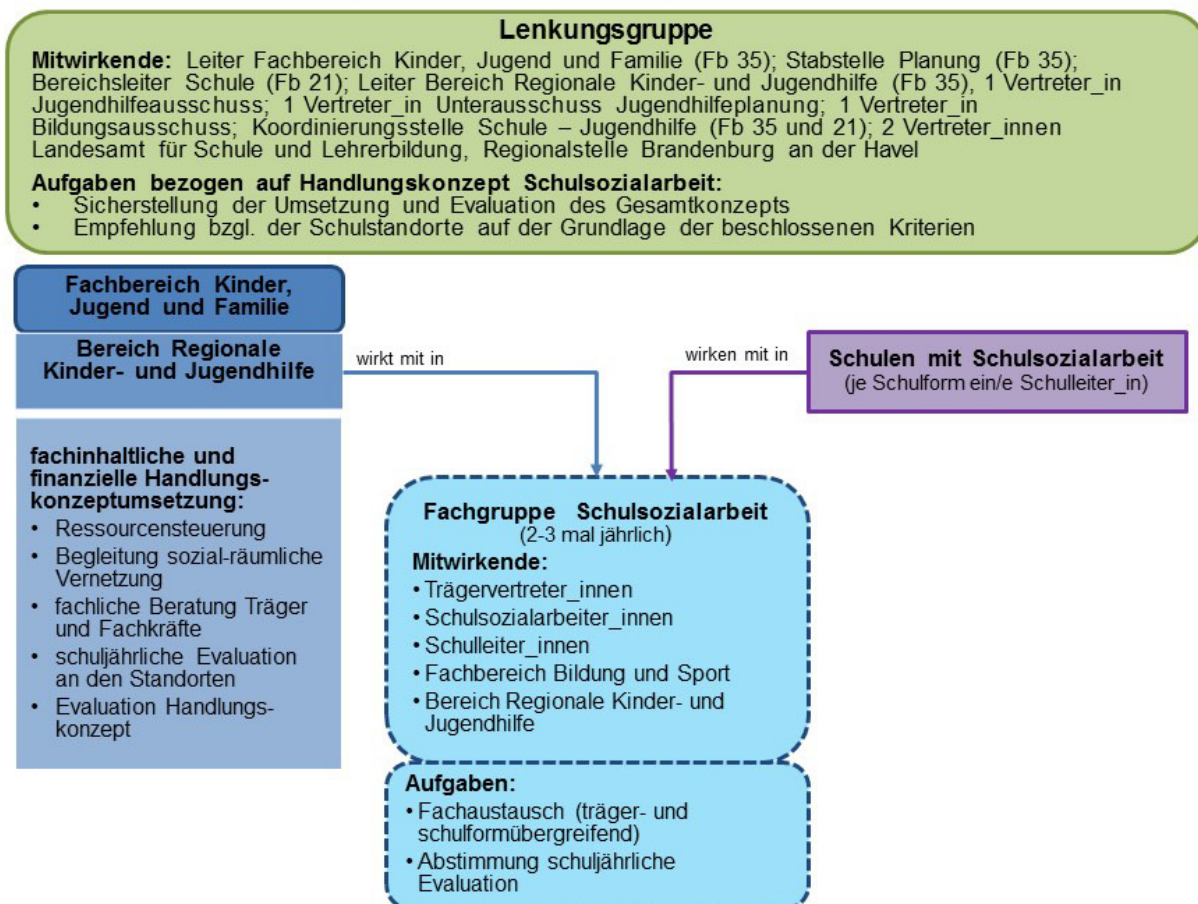 Lenkungsgruppe
Mitwirkende: Leiter Fachbereich Kinder, Jugend und Familie (Fb 35); Stabstelle Planung (Fb 35);
Bereichsleiter Schule (Fb 21); Leiter Bereich Regionale Kinder- und Jugendhilfe (Fb 35), 1 Vertreter_in
Jugendhilfeausschuss; 1 Vertreter_in Unterausschuss Jugendhilfeplanung; 1 Vertreter_in
Bildungsausschuss; Koordinierungsstelle Schule – Jugendhilfe (Fb 35 und 21); 2 Vertreter_innen
Landesamt für Schule und Lehrerbildung, Regionalstelle Brandenburg an der Havel
Aufgaben bezogen auf Handlungskonzept Schulsozialarbeit:
• Sicherstellung der Umsetzung und Evaluation des Gesamtkonzepts
• Empfehlung bzgl. der Schulstandorte auf der Grundlage der beschlossenen Kriterien
Fachbereich Kinder,
Jugend und Familie
Bereich Regionale
Kinder- und Jugendhilfe
wirkt mit in
wirken mit in
Schulen mit Schulsozialarbeit
(je Schulform ein/e Schulleiter_in)
fachinhaltliche und
finanzielle Handlungs-
konzeptumsetzung:
• Ressourcensteuerung
• Begleitung sozial-räumliche
Vernetzung
• fachliche Beratung Träger
und Fachkräfte
• schuljährliche Evaluation
an den Standorten
• Evaluation Handlungs-
konzept
Fachgruppe Schulsozialarbeit
(2-3 mal jährlich)
Mitwirkende:
• Trägervertreter_innen
• Schulsozialarbeiter_innen
• Schulleiter_innen
• Fachbereich Bildung und Sport
• Bereich Regionale Kinder- und
Jugendhilfe
Aufgaben:
• Fachaustausch (träger- und
schulformübergreifend)
• Abstimmung schuljährliche
Evaluation